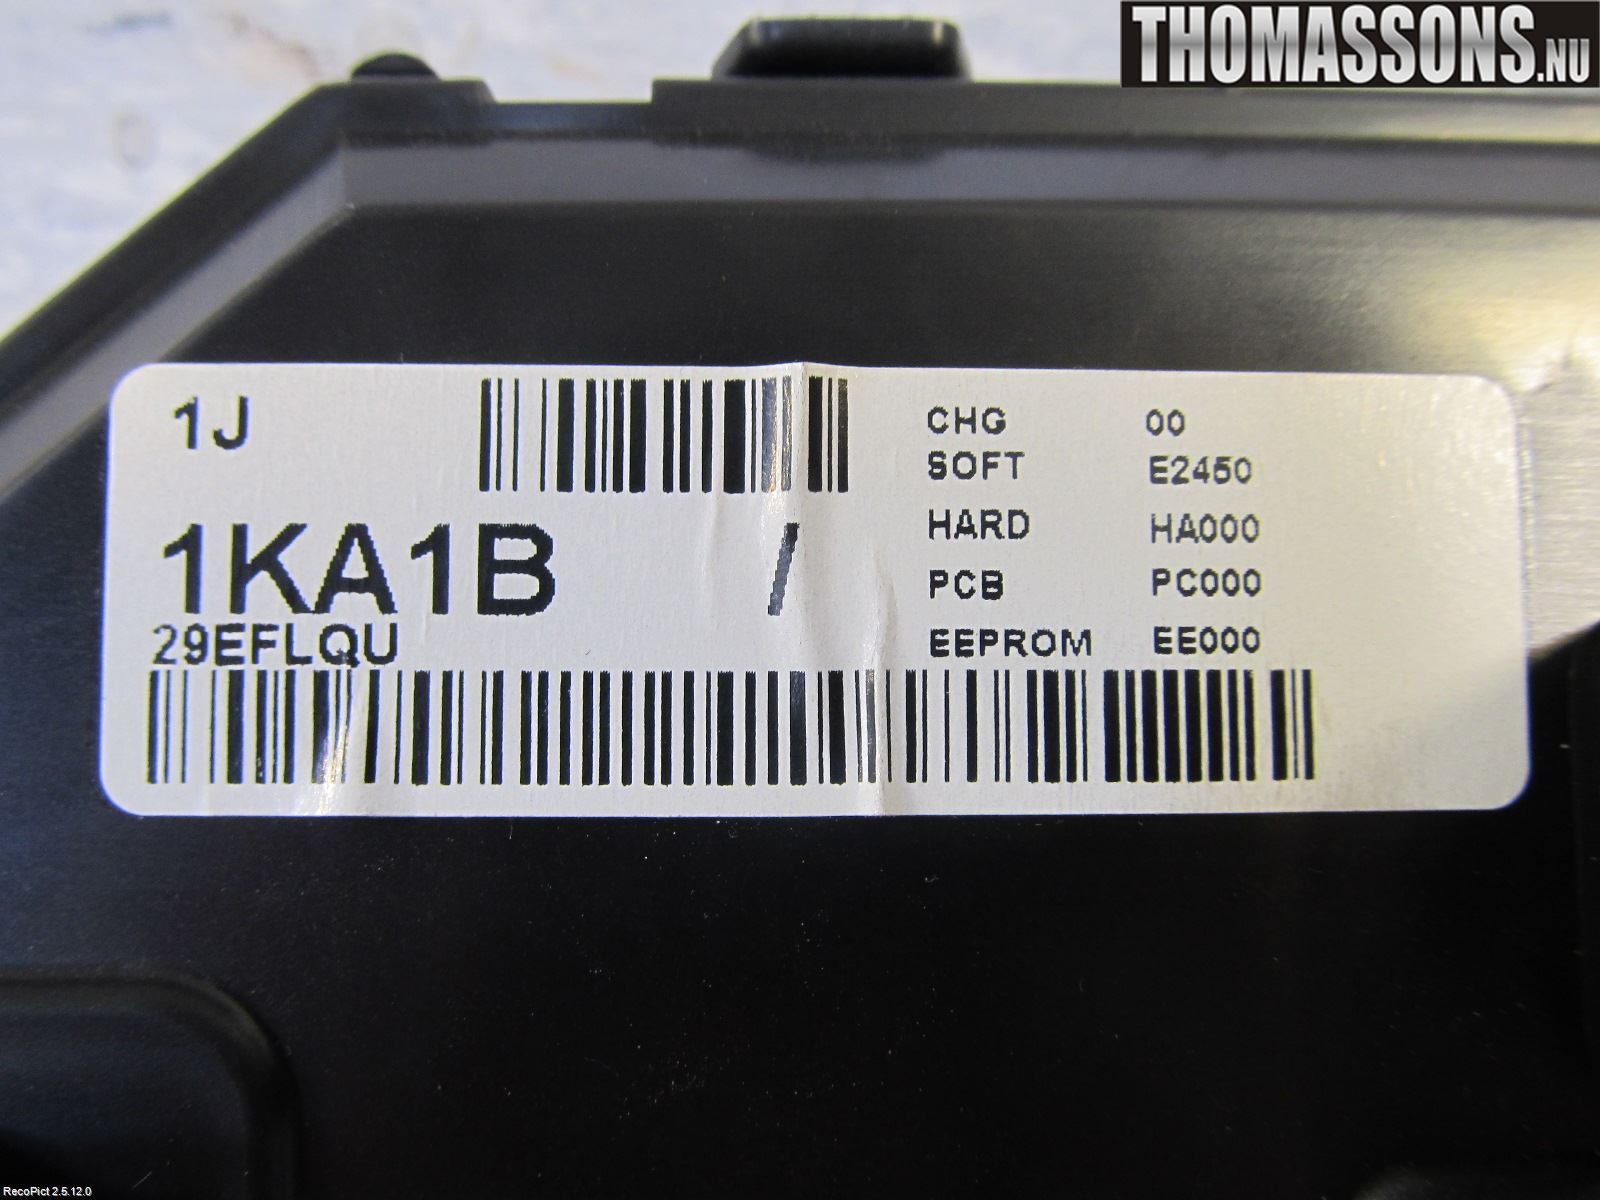 THOMASSONS.NU
1J
CHG 00
SOFT E2450
HARD HA000
1KA1B /
PCB PC000
29EFLQU
EEPROM EE000
RecoPict 2.5.12.0